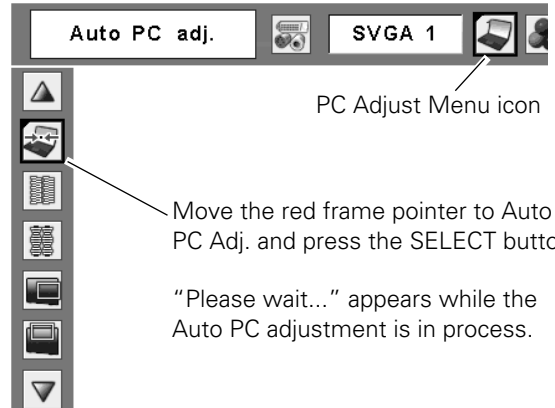 Auto PC adj.
SVGA 1
PC Adjust Menu icon
Move the red frame pointer to Auto
PC Adj. and press the SELECT butto
“Please wait...” appears while the
Auto PC adjustment is in process.